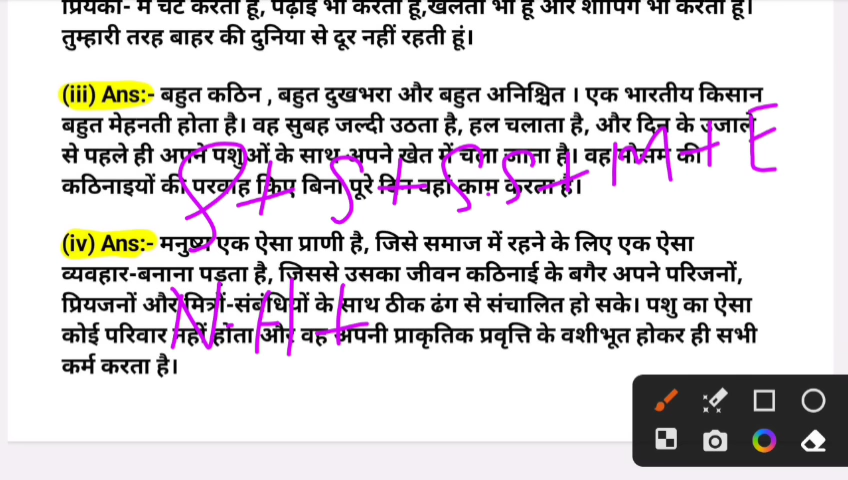 प्रियंका- मैं चैट करती हूं, पढ़ाई भी करती हूं,खेलती भी हूं और शॉपिंग भी करती हूं।
तुम्हारी तरह बाहर की दुनिया से दूर नहीं रहती हूं।
(iii) Ans:- बहुत कठिन , बहुत दुखभरा और बहुत अनिश्चित । एक भारतीय किसान
बहुत मेहनती होता है। वह सुबह जल्दी उठता है, हल चलाता है, और दिन के उजाले
से पहले ही अपने पशुओं के साथ अपने खेत में चला जाता है। वह मौसम की
कठिनाइयों की परवाह किए बिना पूरे दिन वहां काम करता है।
S + S + S.S + M + E
(iv) Ans:- मनुष्य एक ऐसा प्राणी है, जिसे समाज में रहने के लिए एक ऐसा
व्यवहार-बनाना पड़ता है, जिससे उसका जीवन कठिनाई के बगैर अपने परिजनों,
प्रियजनों और मित्रों-संबंधियों के साथ ठीक ढंग से संचालित हो सके। पशु का ऐसा
कोई परिवार नहीं होता और वह अपनी प्राकृतिक प्रवृत्ति के वशीभूत होकर ही सभी
कर्म करता है।
N.H +